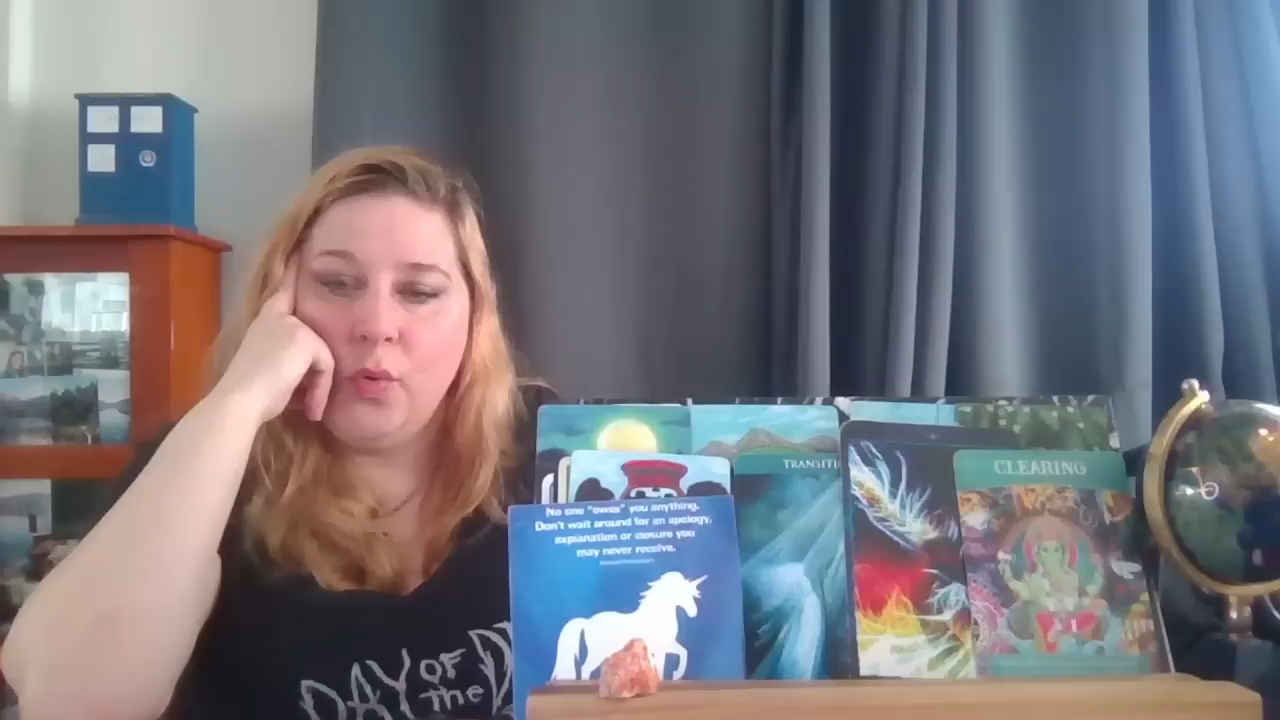 TRANSITI
CLEARING
No one "owes" you anything.
Don't wait around for an apology,
explanation or closure you
may never receive.
DAY OF
the D